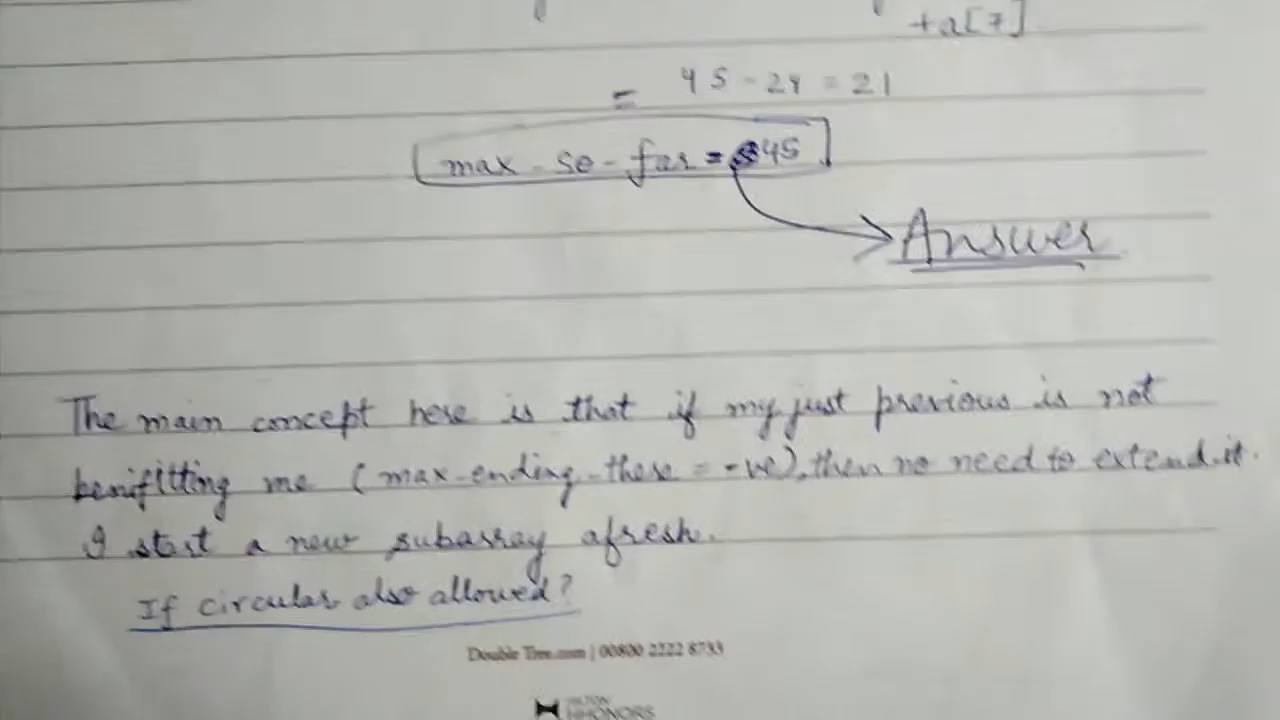 +a[7]
= 45 - 24 = 21
max-so-far = 45
Answer
The main concept here is that if my just previous is not
benifitting me (max-ending-there = -ve), then no need to extend it.
I start a new subarray afresh.
If circular also allowed?
DoubleTree.com | 00800 2222 8733
HILTON
HHONORS